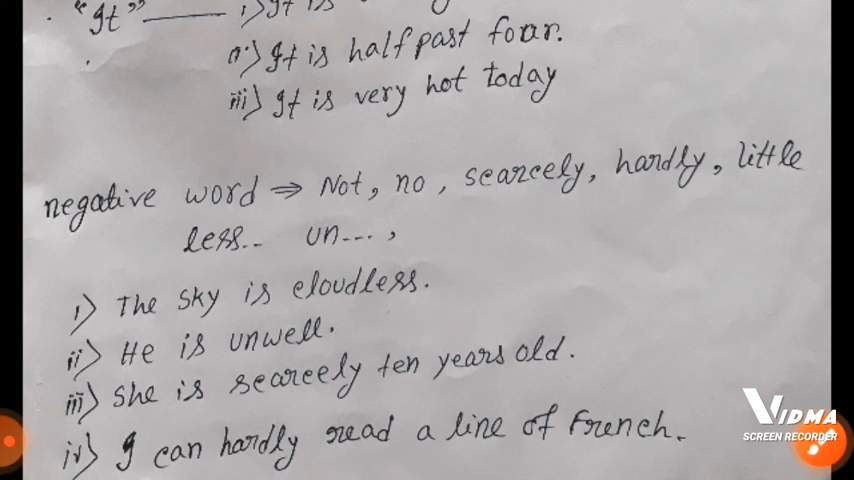 "It" —— i) It is
ii) It is half past four.
iii) It is very hot today
negative word ⇒ Not, no, scarcely, hardly, little
less.. un...,
i) The sky is cloudless.
ii) He is unwell.
iii) She is scarcely ten years old.
iv) I can hardly read a line of French.
VIDMA
SCREEN RECORDER